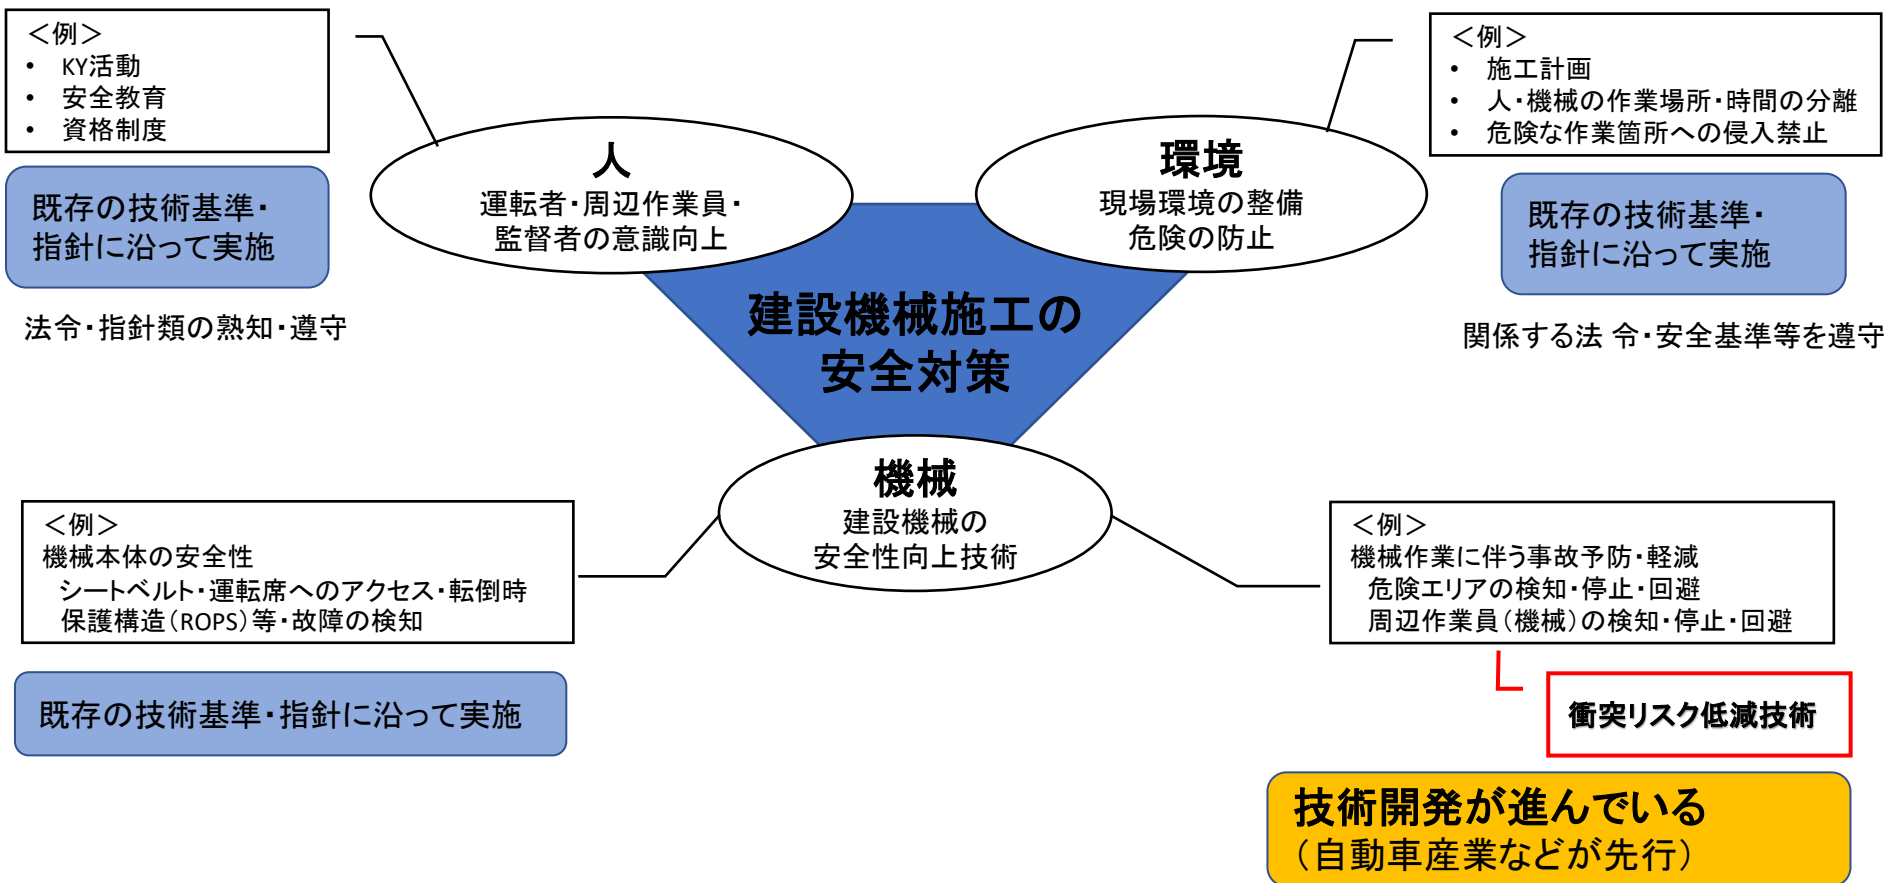 ＜例＞
• KY活動
• 安全教育
• 資格制度
既存の技術基準・
指針に沿って実施
法令・指針類の熟知・遵守
人
運転者・周辺作業員・
監督者の意識向上
環境
現場環境の整備
危険の防止
＜例＞
• 施工計画
• 人・機械の作業場所・時間の分離
• 危険な作業箇所への侵入禁止
既存の技術基準・
指針に沿って実施
関係する法 令・安全基準等を遵守
建設機械施工の
安全対策
機械
建設機械の
安全性向上技術
＜例＞
機械本体の安全性
シートベルト・運転席へのアクセス・転倒時
保護構造（ROPS）等・故障の検知
既存の技術基準・指針に沿って実施
＜例＞
機械作業に伴う事故予防・軽減
危険エリアの検知・停止・回避
周辺作業員（機械）の検知・停止・回避
衝突リスク低減技術
技術開発が進んでいる
（自動車産業などが先行）